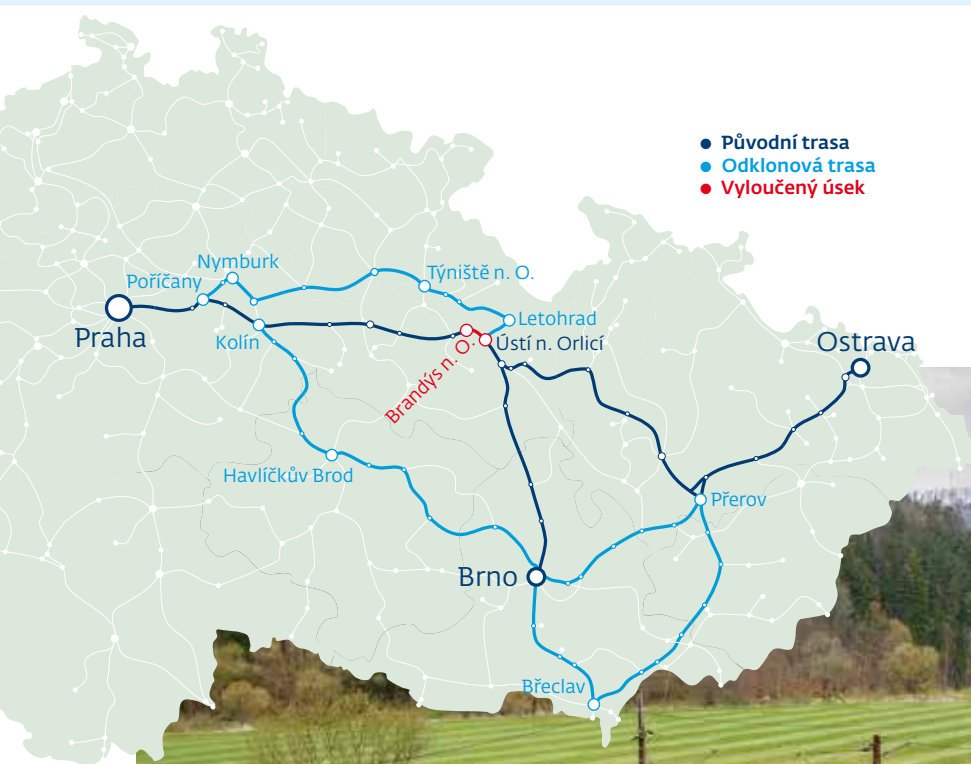 Původní trasa
Odklonová trasa
Vyloučený úsek
Nymburk
Poříčany
Týniště n. O.
Praha
Kolín
Letohrad
Ústí n. Orlicí
Brandýs n. O.
Ostrava
Havlíčkův Brod
Přerov
Brno
Břeclav